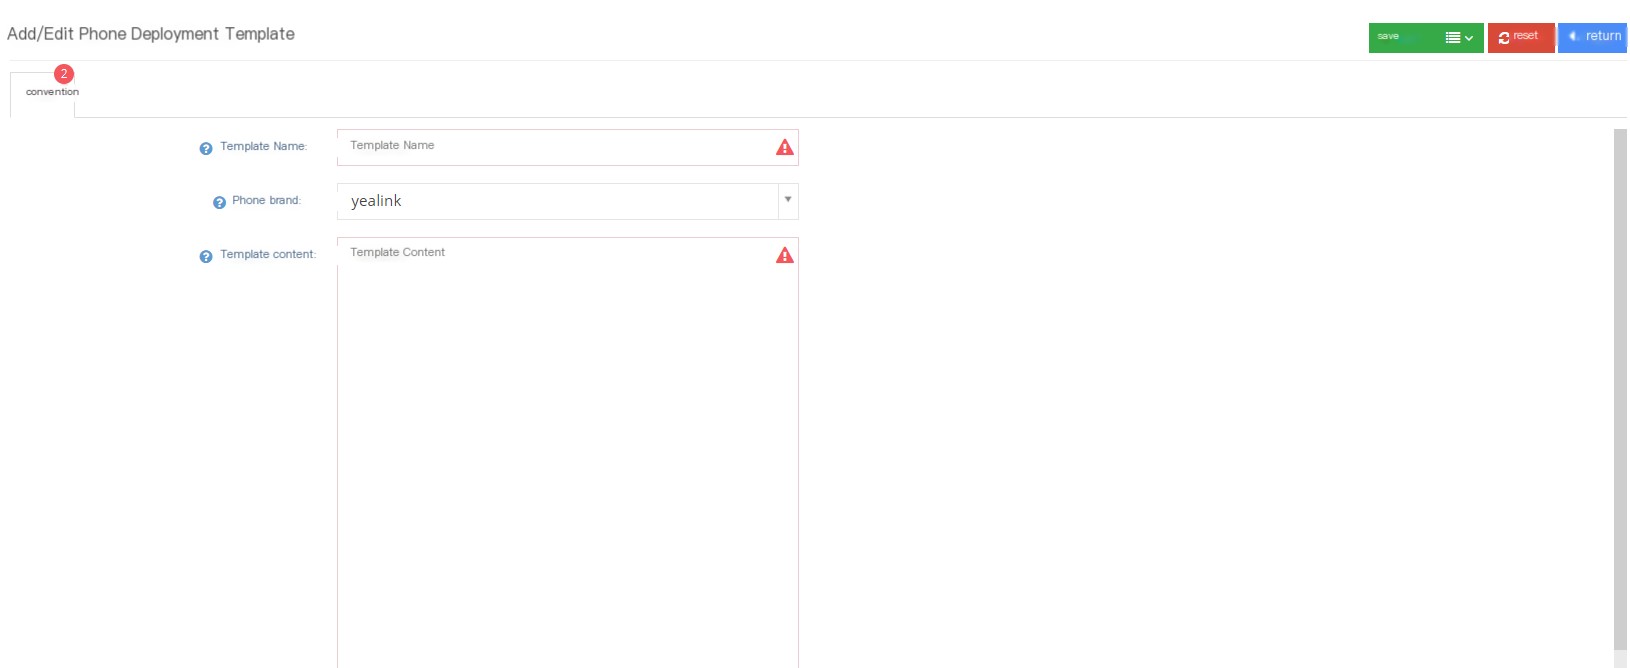 Add/Edit Phone Deployment Template
save
reset
return
2
convention
Template Name:
Template Name
Phone brand:
yealink
Template content:
Template Content